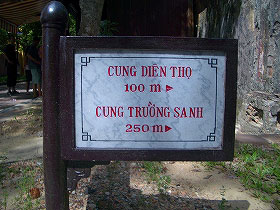 CUNG DIÊN THỌ
100 m ▶
CUNG TRƯỜNG SANH
250 m ▶